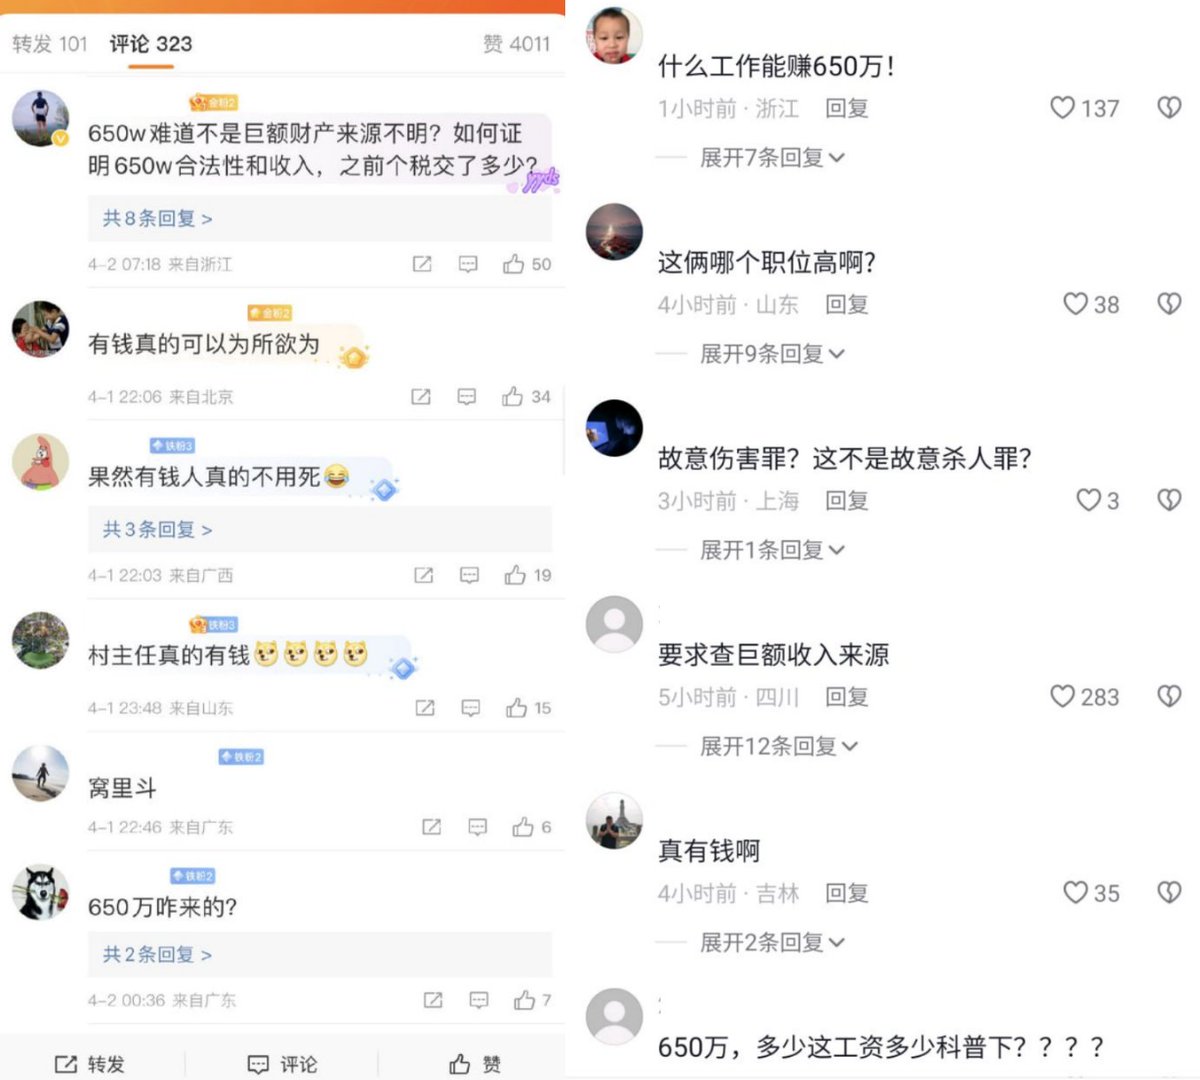 转发 101 评论 323 赞 4011
金粉2
650w难道不是巨额财产来源不明？如何证
明650w合法性和收入，之前个税交了多少？
yyds
共8条回复 >
4-2 07:18 来自浙江 50
金粉2
有钱真的可以为所欲为
4-1 22:06 来自北京 34
铁粉3
果然有钱人真的不用死😂
共3条回复 >
4-1 22:03 来自广西 19
铁粉3
村主任真的有钱
4-1 23:48 来自山东 15
铁粉2
窝里斗
4-1 22:46 来自广东 6
铁粉2
650万咋来的?
共2条回复 >
4-2 00:36 来自广东 7
转发 评论 赞
什么工作能赚650万！
1小时前 · 浙江 回复 137
展开7条回复
这俩哪个职位高啊?
4小时前 · 山东 回复 38
展开9条回复
故意伤害罪？这不是故意杀人罪？
3小时前 · 上海 回复 3
展开1条回复
要求查巨额收入来源
5小时前 · 四川 回复 283
展开12条回复
真有钱啊
4小时前 · 吉林 回复 35
展开2条回复
650万，多少这工资多少科普下？？？？